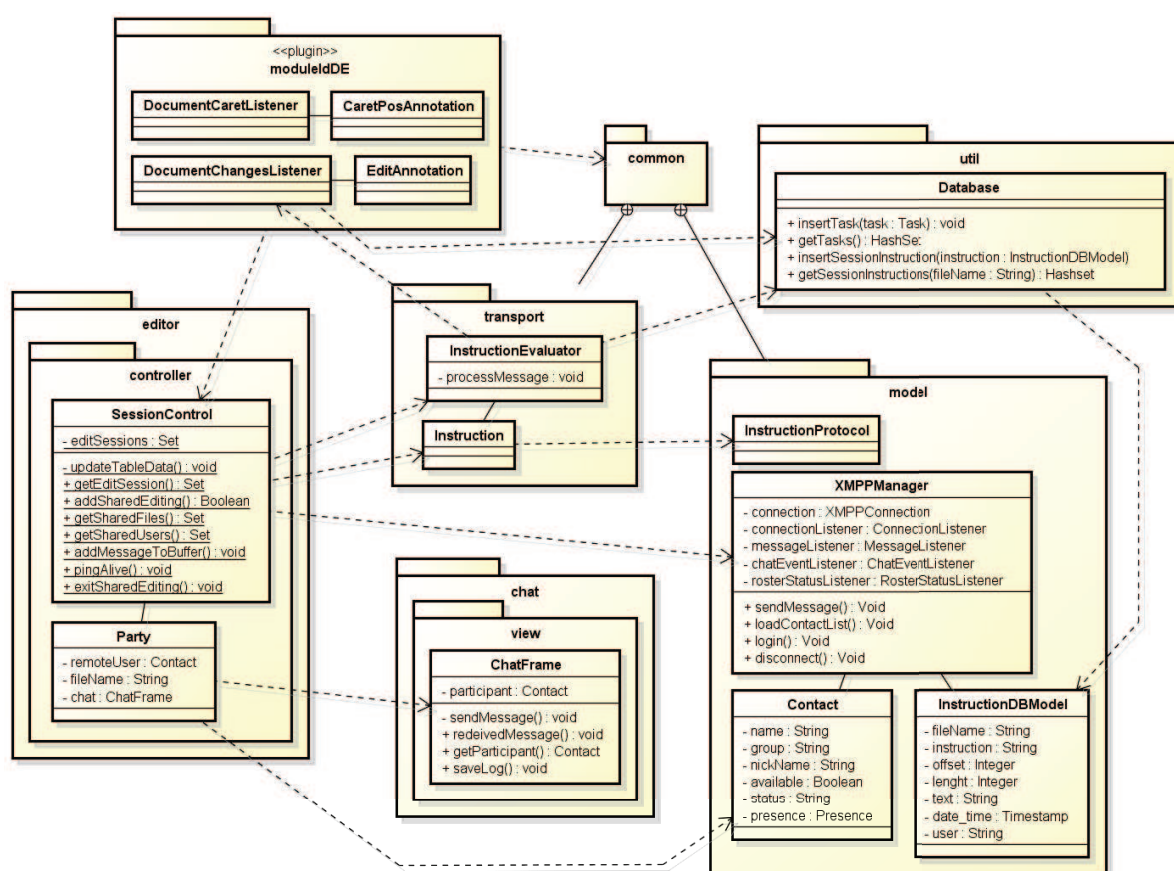 <<plugin>>
moduleIdDE
DocumentCaretListener
CaretPosAnnotation
DocumentChangesListener
EditAnnotation
common
util
Database
+ insertTask(task : Task) : void
+ getTasks() : HashSet
+ insertSessionInstruction(instruction : InstructionDBModel)
+ getSessionInstructions(fileName : String) : Hashset
editor
controller
SessionControl
- editSessions : Set
- updateTableData() : void
+ getEditSession() : Set
+ addSharedEditing() : Boolean
+ getSharedFiles() : Set
+ getSharedUsers() : Set
+ addMessageToBuffer() : void
+ pingAlive() : void
+ exitSharedEditing() : void
Party
- remoteUser : Contact
- fileName : String
- chat : ChatFrame
transport
InstructionEvaluator
- processMessage : void
Instruction
chat
view
ChatFrame
- participant : Contact
- sendMessage() : void
+ redeivedMessage() : void
+ getParticipant() : Contact
+ saveLog() : void
model
InstructionProtocol
XMPPManager
- connection : XMPPConnection
- connectionListener : ConnectionListener
- messageListener : MessageListener
- chatEventListener : ChatEventListener
- rosterStatusListener : RosterStatusListener
+ sendMessage() : Void
+ loadContactList() : Void
+ login() : Void
+ disconnect() : Void
Contact
- name : String
- group : String
- nickName : String
- available : Boolean
- status : String
- presence : Presence
InstructionDBModel
- fileName : String
- instruction : String
- offset : Integer
- lenght : Integer
- text : String
- date_time : Timestamp
- user : String